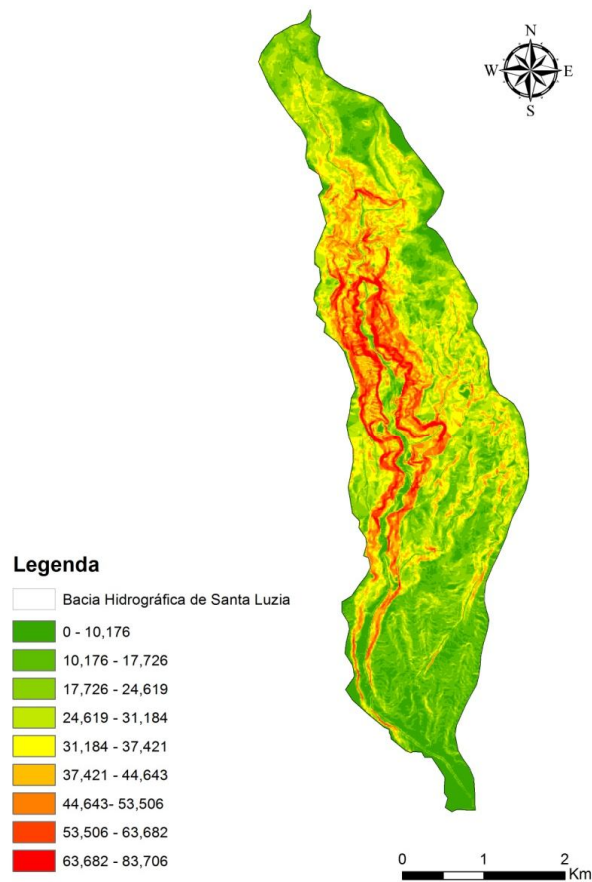 N
W E
S
Legenda
Bacia Hidrográfica de Santa Luzia
0 - 10,176
10,176 - 17,726
17,726 - 24,619
24,619 - 31,184
31,184 - 37,421
37,421 - 44,643
44,643- 53,506
53,506 - 63,682
63,682 - 83,706
0 1 2
Km